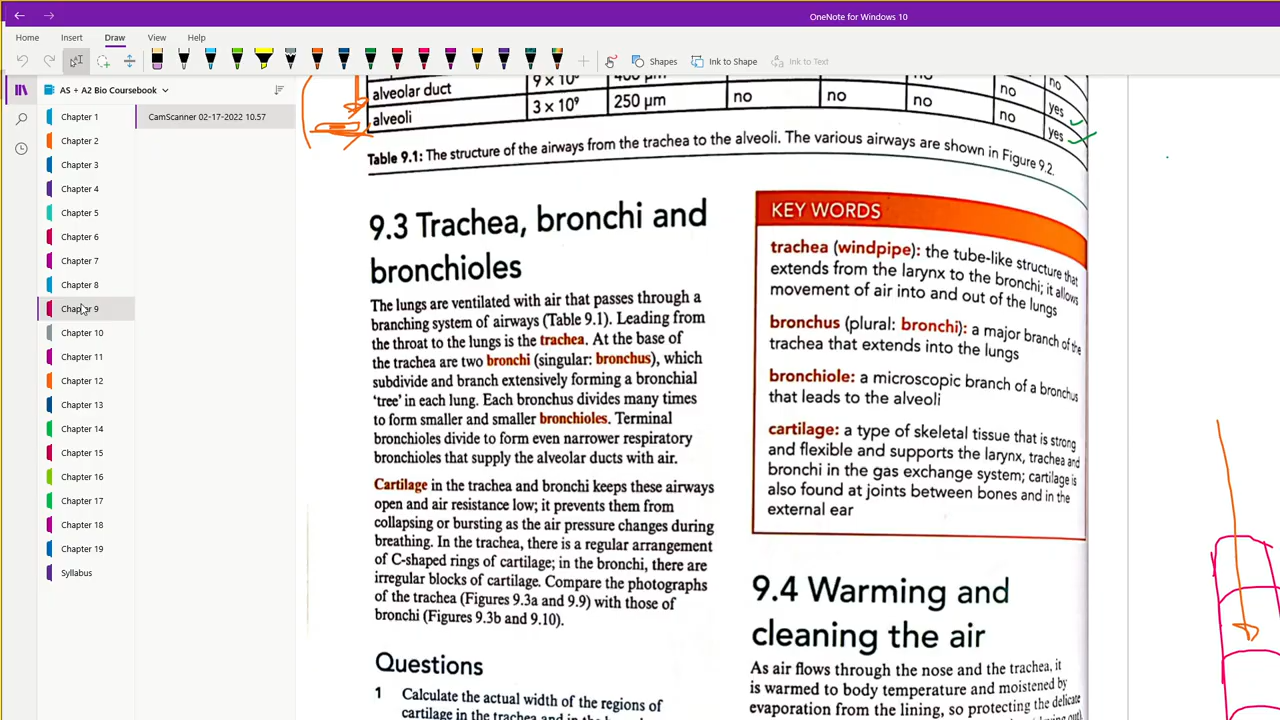 OneNote for Windows 10
Home Insert Draw View Help
Shapes Ink to Shape Ink to Text
AS + A2 Bio Coursebook
Chapter 1
Chapter 2
Chapter 3
Chapter 4
Chapter 5
Chapter 6
Chapter 7
Chapter 8
Chapter 9
Chapter 10
Chapter 11
Chapter 12
Chapter 13
Chapter 14
Chapter 15
Chapter 16
Chapter 17
Chapter 18
Chapter 19
Syllabus
CamScanner 02-17-2022 10.57
alveolar duct no yes
alveoli 3 x 10⁹ 250 µm no no no no yes
Table 9.1: The structure of the airways from the trachea to the alveoli. The various airways are shown in Figure 9.2.
9.3 Trachea, bronchi and
bronchioles
The lungs are ventilated with air that passes through a
branching system of airways (Table 9.1). Leading from
the throat to the lungs is the trachea. At the base of
the trachea are two bronchi (singular: bronchus), which
subdivide and branch extensively forming a bronchial
‘tree’ in each lung. Each bronchus divides many times
to form smaller and smaller bronchioles. Terminal
bronchioles divide to form even narrower respiratory
bronchioles that supply the alveolar ducts with air.
Cartilage in the trachea and bronchi keeps these airways
open and air resistance low; it prevents them from
collapsing or bursting as the air pressure changes during
breathing. In the trachea, there is a regular arrangement
of C-shaped rings of cartilage; in the bronchi, there are
irregular blocks of cartilage. Compare the photographs
of the trachea (Figures 9.3a and 9.9) with those of
bronchi (Figures 9.3b and 9.10).
Questions
1 Calculate the actual width of the regions of
cartilage in the trachea and in the
KEY WORDS
trachea (windpipe): the tube-like structure that
extends from the larynx to the bronchi; it allows
movement of air into and out of the lungs
bronchus (plural: bronchi): a major branch of the
trachea that extends into the lungs
bronchiole: a microscopic branch of a bronchus
that leads to the alveoli
cartilage: a type of skeletal tissue that is strong
and flexible and supports the larynx, trachea and
bronchi in the gas exchange system; cartilage is
also found at joints between bones and in the
external ear
9.4 Warming and
cleaning the air
As air flows through the nose and the trachea, it
is warmed to body temperature and moistened by
evaporation from the lining, so protecting the delicate